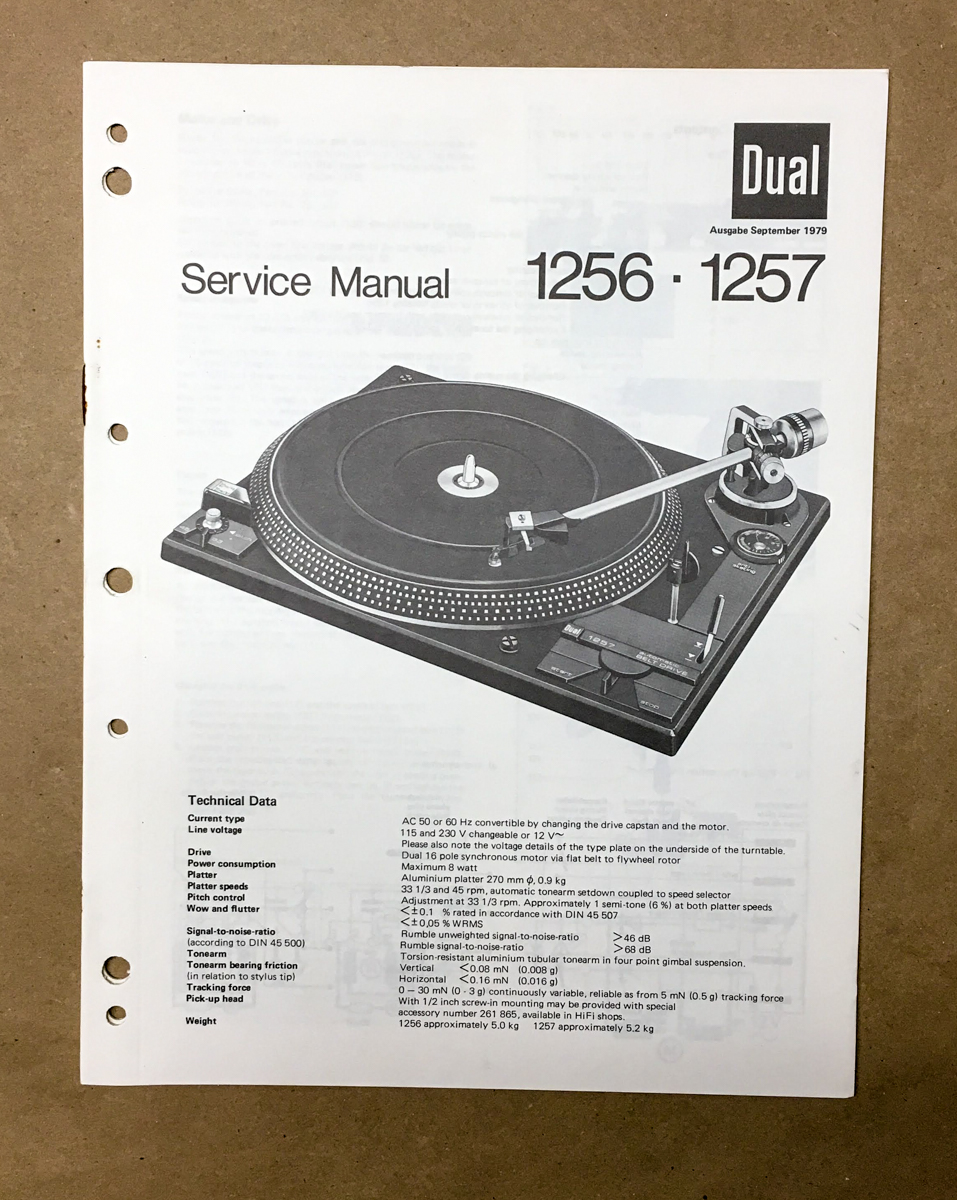 Dual
Ausgabe September 1979
Service Manual 1256 · 1257
Dual 1257
automatic
BELT DRIVE
start
stop
Technical Data
Current type AC 50 or 60 Hz convertible by changing the drive capstan and the motor.
Line voltage 115 and 230 V changeable or 12 V~
Please also note the voltage details of the type plate on the underside of the turntable.
Drive Dual 16 pole synchronous motor via flat belt to flywheel rotor
Power consumption Maximum 8 watt
Platter Aluminium platter 270 mm ϕ, 0.9 kg
Platter speeds 33 1/3 and 45 rpm, automatic tonearm setdown coupled to speed selector
Pitch control Adjustment at 33 1/3 rpm. Approximately 1 semi-tone (6 %) at both platter speeds
Wow and flutter <±0.1 % rated in accordance with DIN 45 507
<±0,05 % WRMS
Signal-to-noise-ratio Rumble unweighted signal-to-noise-ratio >46 dB
(according to DIN 45 500) Rumble signal-to-noise-ratio >68 dB
Tonearm Torsion-resistant aluminium tubular tonearm in four point gimbal suspension.
Tonearm bearing friction Vertical <0.08 mN (0.008 g)
(in relation to stylus tip) Horizontal <0.16 mN (0.016 g)
Tracking force 0 – 30 mN (0 - 3 g) continuously variable, reliable as from 5 mN (0.5 g) tracking force
Pick-up head With 1/2 inch screw-in mounting may be provided with special
accessory number 261 865, available in HiFi shops.
Weight 1256 approximately 5.0 kg 1257 approximately 5.2 kg